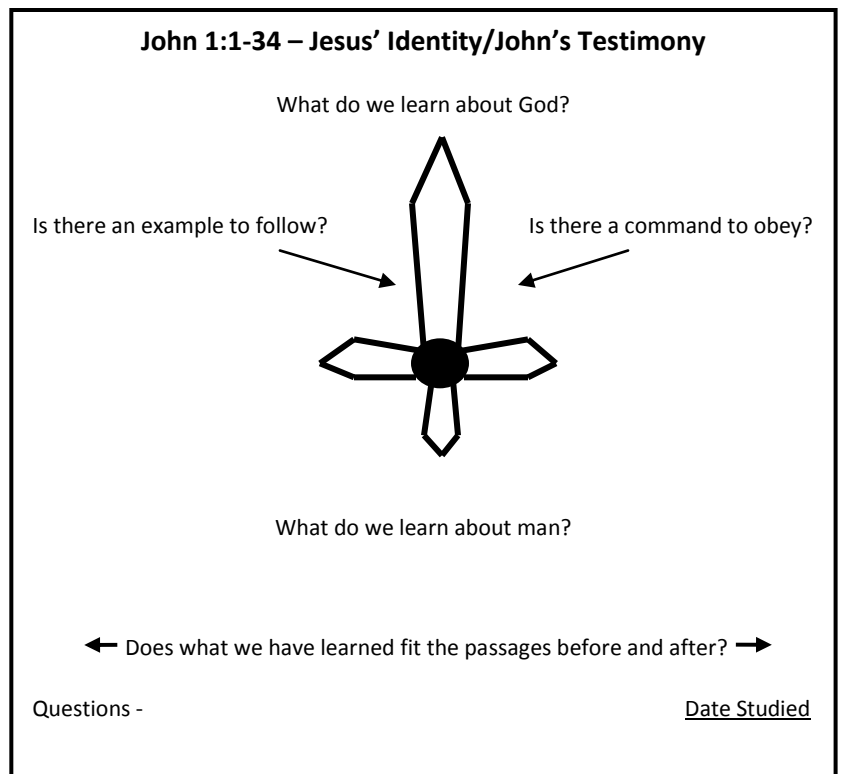 John 1:1-34 – Jesus’ Identity/John’s Testimony
What do we learn about God?
Is there an example to follow?
Is there a command to obey?
What do we learn about man?
Does what we have learned fit the passages before and after?
Questions -
Date Studied